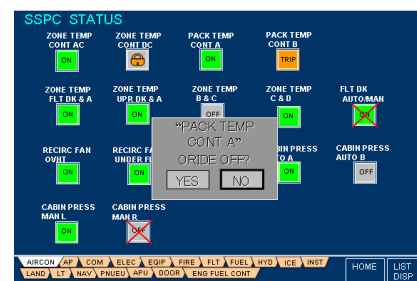 SSPC STATUS
ZONE TEMP CONT AC
ZONE TEMP CONT DC
PACK TEMP CONT A
PACK TEMP CONT B
ON
ON
TRIP
ZONE TEMP FLT DK & A
ZONE TEMP UPR DK & A
ZONE TEMP B & C
ZONE TEMP C & D
FLT DK AUTO/MAN
ON
ON
OFF
ON
ON
"PACK TEMP
CONT A"
ORIDE OFF?
YES
NO
RECIRC FAN OVHT
RECIRC FA
UNDER FL
BIN PRESS
TO A
CABIN PRESS AUTO B
ON
ON
ON
OFF
CABIN PRESS MAN L
CABIN PRESS MAN R
ON
OFF
AIRCON AP COM ELEC EQIP FIRE FLT FUEL HYD ICE INST
LAND LT NAV PNUEU APU DOOR ENG FUEL CONT
HOME
LIST DISP